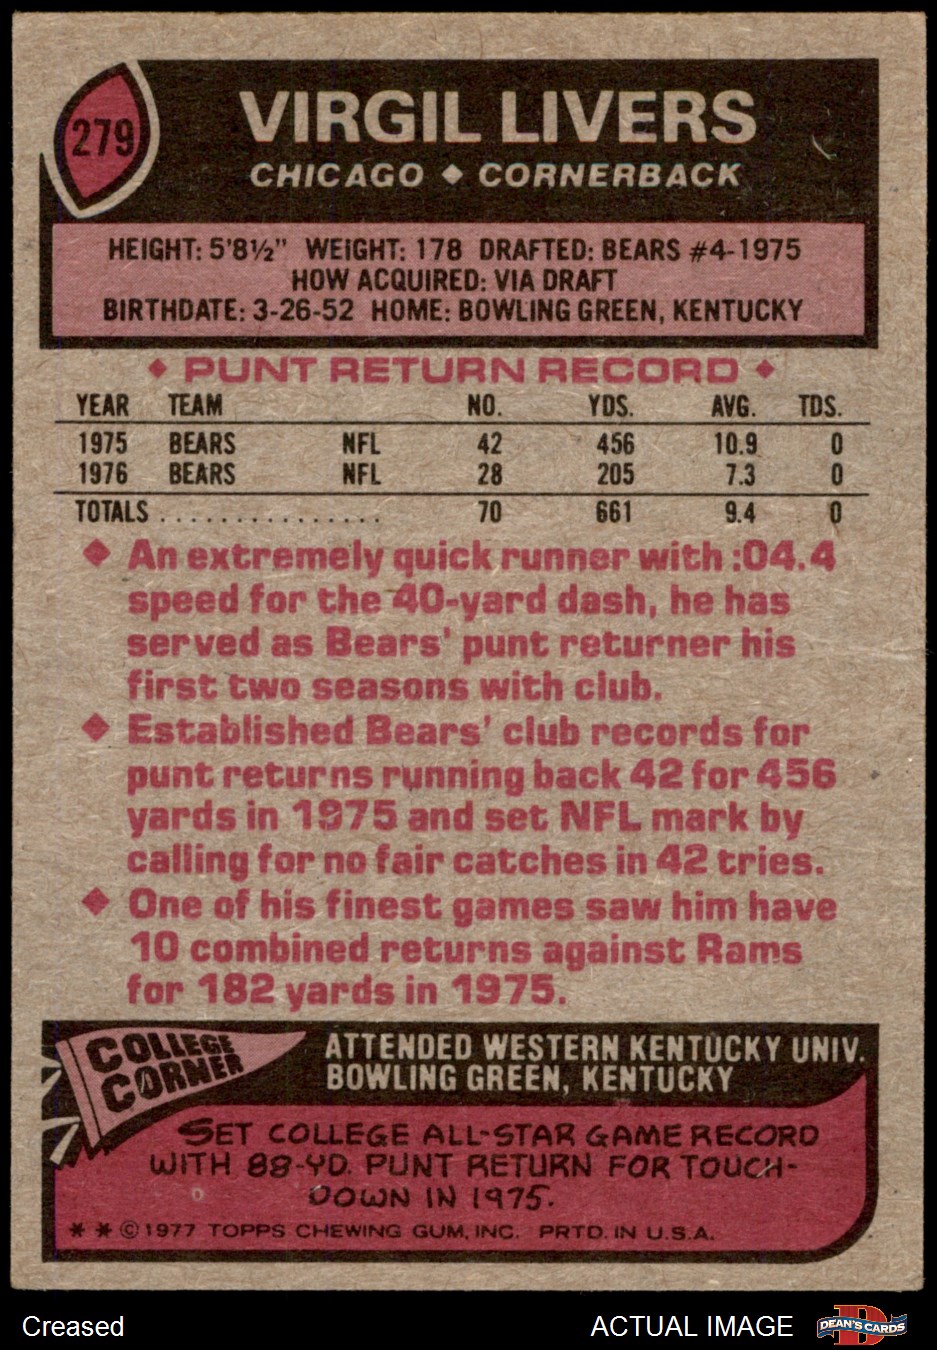 279
VIRGIL LIVERS
CHICAGO ◆ CORNERBACK
HEIGHT: 5'8½" WEIGHT: 178 DRAFTED: BEARS #4-1975
HOW ACQUIRED: VIA DRAFT
BIRTHDATE: 3-26-52 HOME: BOWLING GREEN, KENTUCKY
◆ PUNT RETURN RECORD ◆
YEAR TEAM NO. YDS. AVG. TDS.
1975 BEARS NFL 42 456 10.9 0
1976 BEARS NFL 28 205 7.3 0
TOTALS . . . . . . . . . . . . . . . 70 661 9.4 0
◆ An extremely quick runner with :04.4
speed for the 40-yard dash, he has
served as Bears' punt returner his
first two seasons with club.
◆ Established Bears' club records for
punt returns running back 42 for 456
yards in 1975 and set NFL mark by
calling for no fair catches in 42 tries.
◆ One of his finest games saw him have
10 combined returns against Rams
for 182 yards in 1975.
COLLEGE
CORNER
ATTENDED WESTERN KENTUCKY UNIV.
BOWLING GREEN, KENTUCKY
SET COLLEGE ALL-STAR GAME RECORD
WITH 88-YD. PUNT RETURN FOR TOUCH-
DOWN IN 1975.
* * © 1977 TOPPS CHEWING GUM, INC. PRTD. IN U.S.A.
Creased
ACTUAL IMAGE
D
DEAN'S CARDS